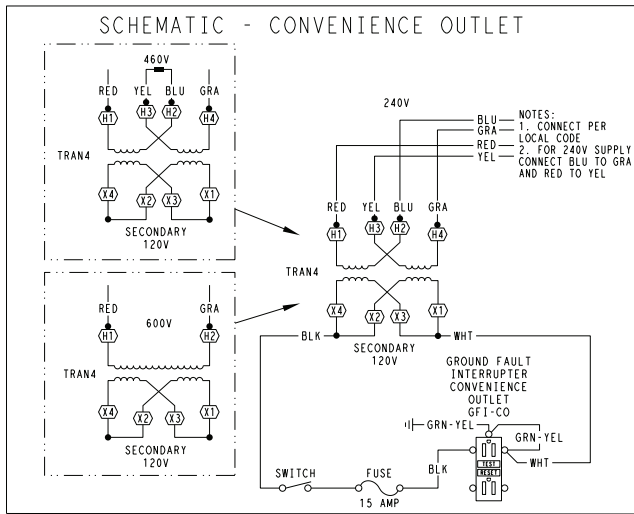 SCHEMATIC - CONVENIENCE OUTLET
460V
RED YEL BLU GRA
H1 H3 H2 H4
TRAN4
X4 X2 X3 X1
SECONDARY
120V
600V
RED GRA
H1 H2
TRAN4
X4 X2 X3 X1
SECONDARY
120V
240V
BLU
GRA
RED
YEL
NOTES:
1. CONNECT PER
LOCAL CODE
2. FOR 240V SUPPLY
CONNECT BLU TO GRA
AND RED TO YEL
RED YEL BLU GRA
H1 H3 H2 H4
TRAN4
X4 X2 X3 X1
BLK
WHT
SECONDARY
120V
GROUND FAULT
INTERRUPTER
CONVENIENCE
OUTLET
GFI-CO
GRN-YEL
GRN-YEL
WHT
BLK
TEST
RESET
SWITCH
FUSE
15 AMP